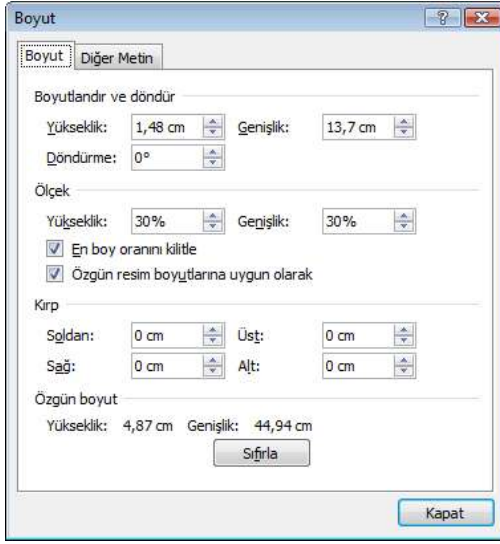 Boyut
Boyut Diğer Metin
Boyutlandır ve döndür
Yükseklik: 1,48 cm Genişlik: 13,7 cm
Döndürme: 0°
Ölçek
Yükseklik: 30% Genişlik: 30%
En boy oranını kilitle
Özgün resim boyutlarına uygun olarak
Kırp
Soldan: 0 cm Üst: 0 cm
Sağ: 0 cm Alt: 0 cm
Özgün boyut
Yükseklik: 4,87 cm Genişlik: 44,94 cm
Sıfırla
Kapat